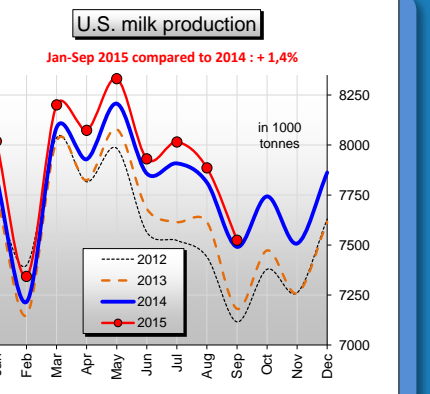 U.S. milk production
Jan-Sep 2015 compared to 2014 : + 1,4%
in 1000
tonnes
8250
8000
7750
7500
7250
7000
2012
2013
2014
2015
Feb
Mar
Apr
May
Jun
Jul
Aug
Sep
Oct
Nov
Dec